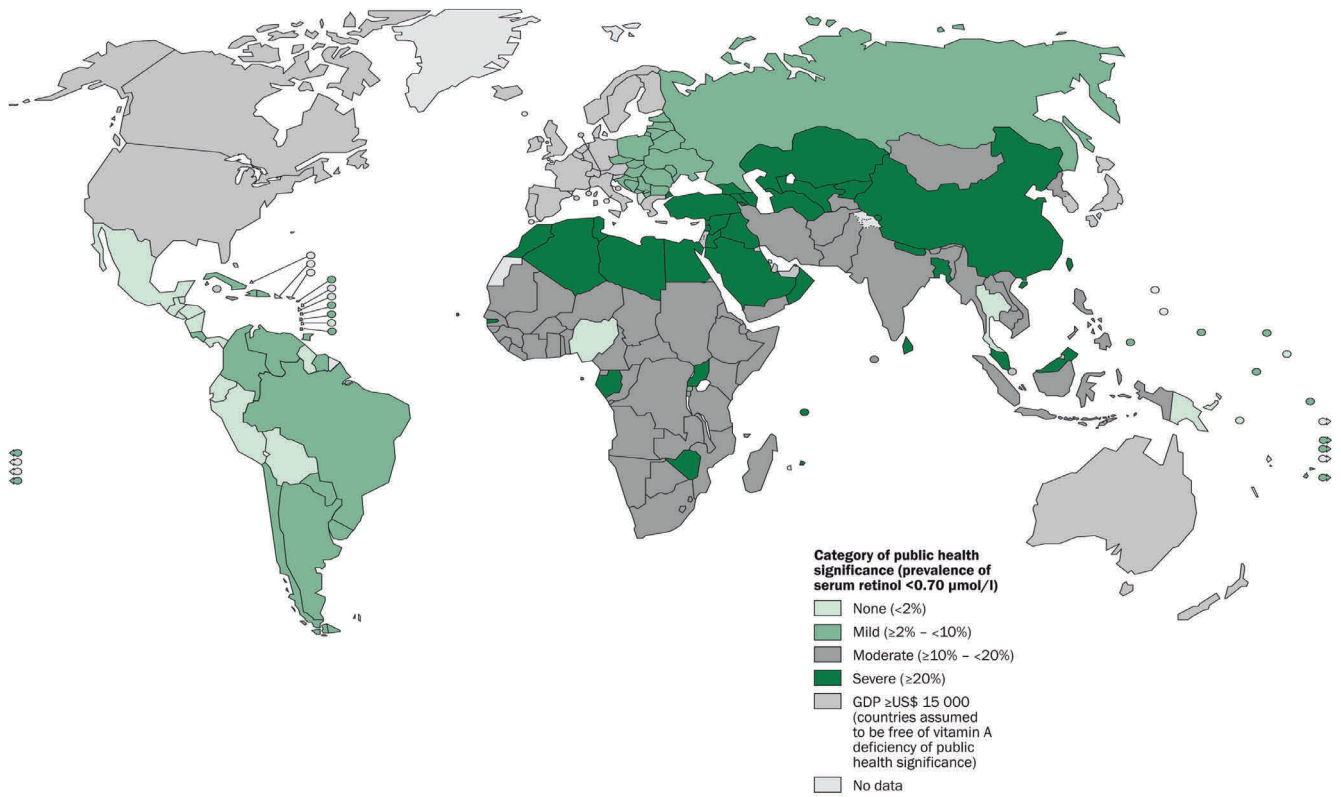 Category of public health
significance (prevalence of
serum retinol <0.70 µmol/l)
None (<2%)
Mild (≥2% – <10%)
Moderate (≥10% – <20%)
Severe (≥20%)
GDP ≥US$ 15 000
(countries assumed
to be free of vitamin A
deficiency of public
health significance)
No data